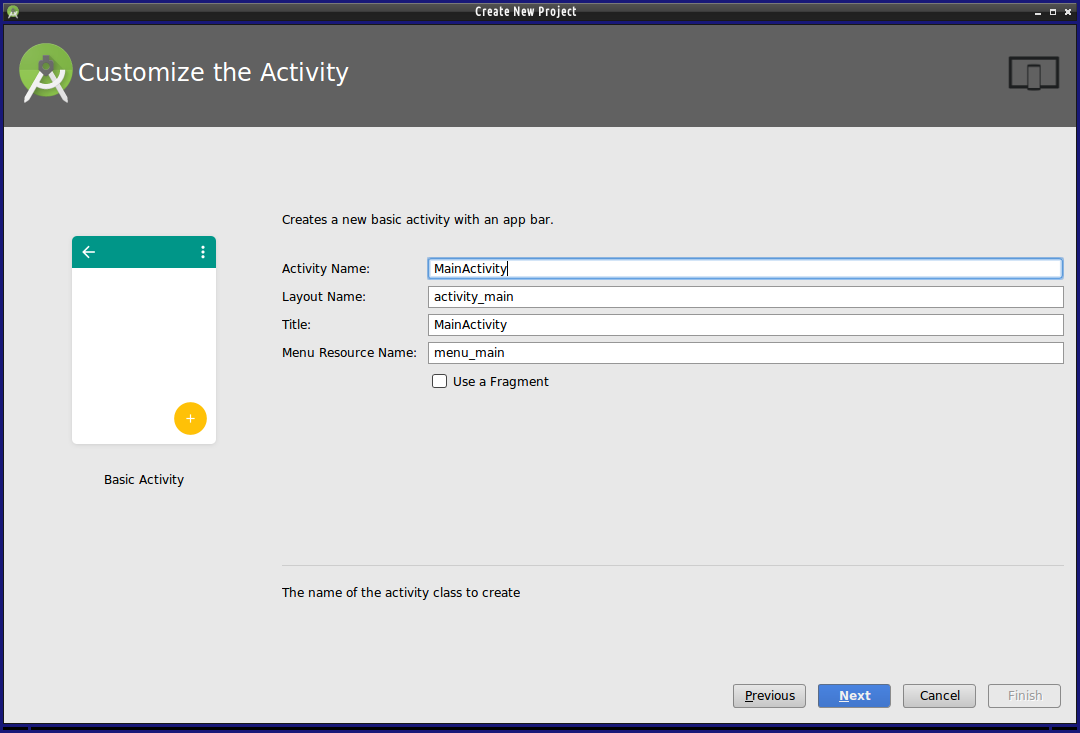 Create New Project
Customize the Activity
Creates a new basic activity with an app bar.
Activity Name: MainActivity
Layout Name: activity_main
Title: MainActivity
Menu Resource Name: menu_main
Use a Fragment
Basic Activity
The name of the activity class to create
Previous Next Cancel Finish